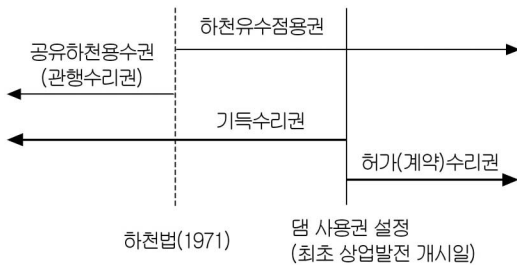 하천유수점용권
공유하천용수권
(관행수리권)
기득수리권
허가(계약)수리권
하천법(1971)
댐 사용권 설정
(최초 상업발전 개시일)